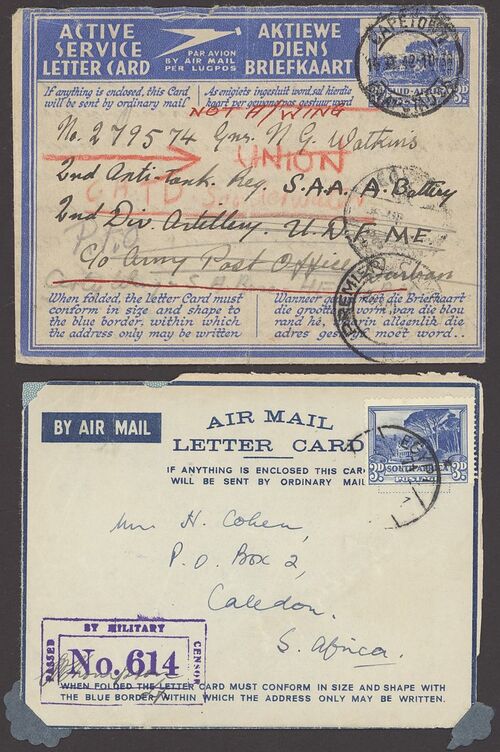 ACTIVE
SERVICE
LETTER CARD
PAR AVION
BY AIR MAIL
PER LUGPOS
AKTIEWE
DIENS
BRIEFKAART
CAPETOWN
3D
If anything is enclosed, this Card
will be sent by ordinary mail
As enigiets ingesluit word, sal hierdie
kaart per gewone pos gestuur word
NOT H/WING
No. 279574 Gnr. N. G. Watkins
UNION
2nd Anti-tank Reg. S.A.A. A. Battery
2nd Div. Artillery. U.D.F. M.E.
c/o Army Post Office Durban
PREMIER
When folded, the letter Card must
conform in size and shape to
the blue border, within which
the address only may be written
Wanneer gevou moet die Briefkaart
die grootte en vorm van die blou
rand hê, waarin alleenlik die
adres geskryf moet word.
BY AIR MAIL
AIR MAIL
LETTER CARD
IF ANYTHING IS ENCLOSED THIS CARD
WILL BE SENT BY ORDINARY MAIL
3D SOUTH AFRICA 3D
POSTAGE
EGYPT
Mrs H. Cohen,
P.O. Box 2,
Caledon.
S. Africa.
PASSED
BY MILITARY
CENSOR
No. 614
WHEN FOLDED THE LETTER CARD MUST CONFORM IN SIZE AND SHAPE WITH
THE BLUE BORDER WITHIN WHICH THE ADDRESS ONLY MAY BE WRITTEN.